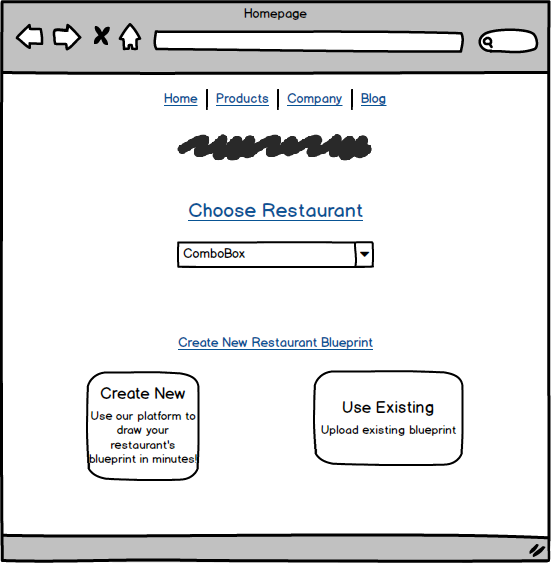 Homepage
Home Products Company Blog
Choose Restaurant
ComboBox
Create New Restaurant Blueprint
Create New
Use our platform to
draw your
restaurant's
blueprint in minutes!
Use Existing
Upload existing blueprint